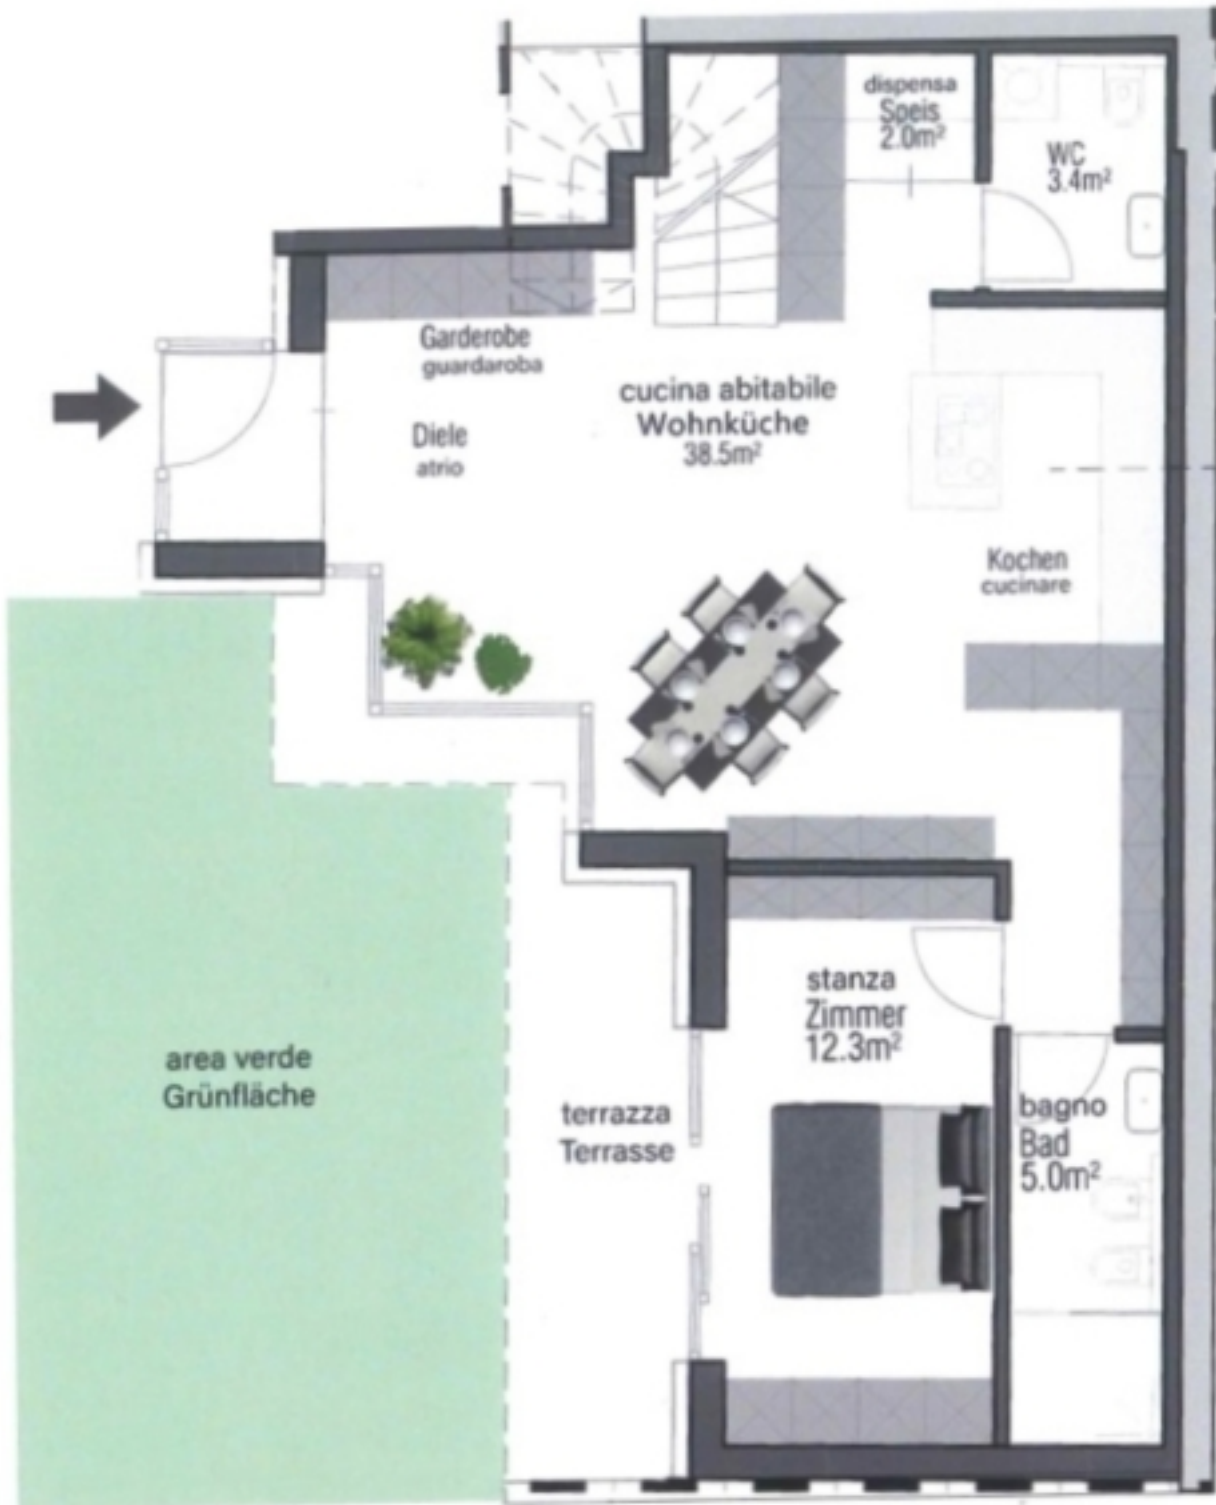 dispensa
Speis
2.0m²
WC
3.4m²
Garderobe
guardaroba
cucina abitabile
Wohnküche
38.5m²
Diele
atrio
Kochen
cucinare
stanza
Zimmer
12.3m²
area verde
Grünfläche
terrazza
Terrasse
bagno
Bad
5.0m²